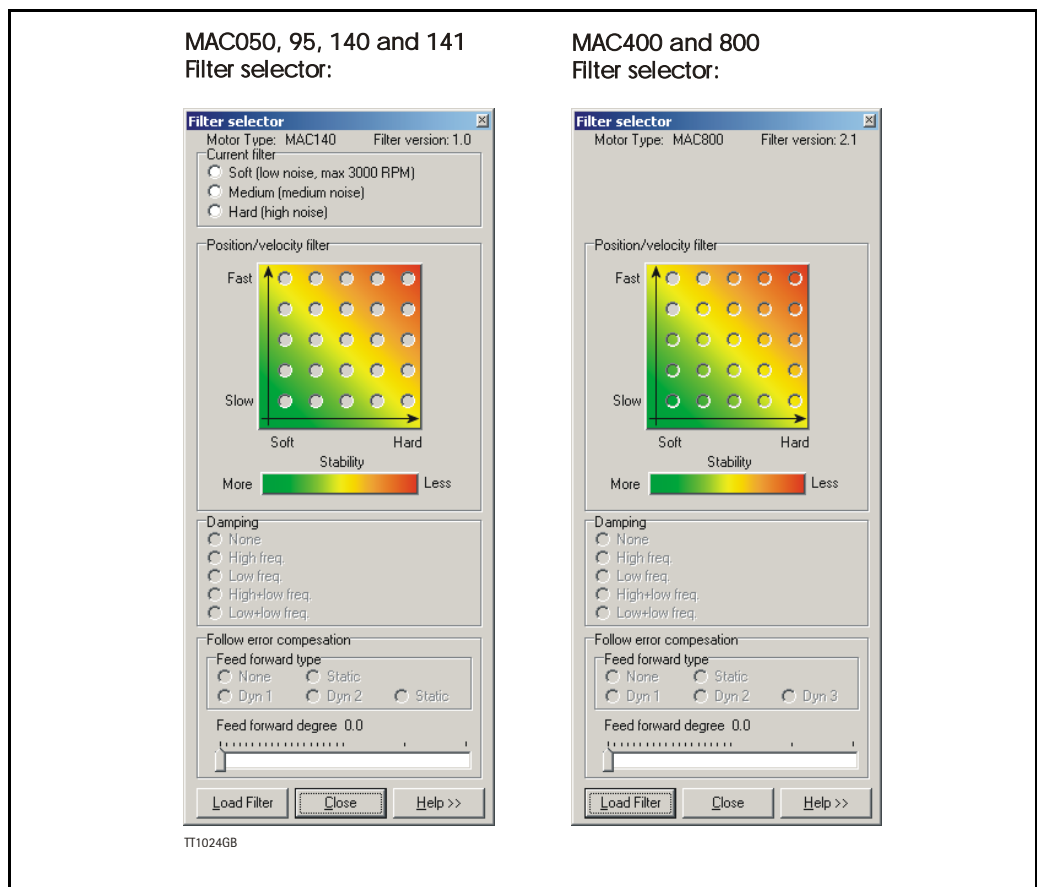 MAC050, 95, 140 and 141
Filter selector:
Filter selector
Motor Type: MAC140 Filter version: 1.0
Current filter
Soft (low noise, max 3000 RPM)
Medium (medium noise)
Hard (high noise)
Position/velocity filter
Fast
Slow
Soft Hard
Stability
More Less
Damping
None
High freq.
Low freq.
High+low freq.
Low+low freq.
Follow error compesation
Feed forward type
None Static
Dyn 1 Dyn 2 Static
Feed forward degree 0.0
Load Filter Close Help >>
TT1024GB
MAC400 and 800
Filter selector:
Filter selector
Motor Type: MAC800 Filter version: 2.1
Position/velocity filter
Fast
Slow
Soft Hard
Stability
More Less
Damping
None
High freq.
Low freq.
High+low freq.
Low+low freq.
Follow error compesation
Feed forward type
None Static
Dyn 1 Dyn 2 Dyn 3
Feed forward degree 0.0
Load Filter Close Help >>